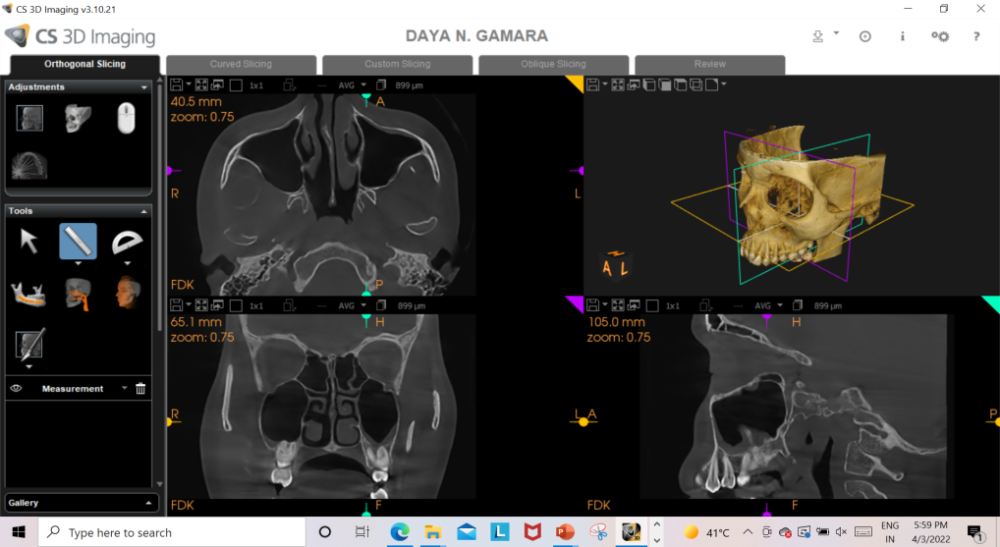 CS 3D Imaging v3.10.21
CS 3D Imaging
DAYA N. GAMARA
Orthogonal Slicing
Curved Slicing
Custom Slicing
Oblique Slicing
Review
Adjustments
Tools
Measurement
Gallery
1x1
AVG
899 µm
40.5 mm
zoom: 0.75
A
R
L
FDK
P
A L
1x1
AVG
899 µm
65.1 mm
zoom: 0.75
H
R
L
FDK
F
1x1
AVG
899 µm
105.0 mm
zoom: 0.75
H
A
P
FDK
F
Type here to search
41°C
ENG
IN
5:59 PM
4/3/2022
1